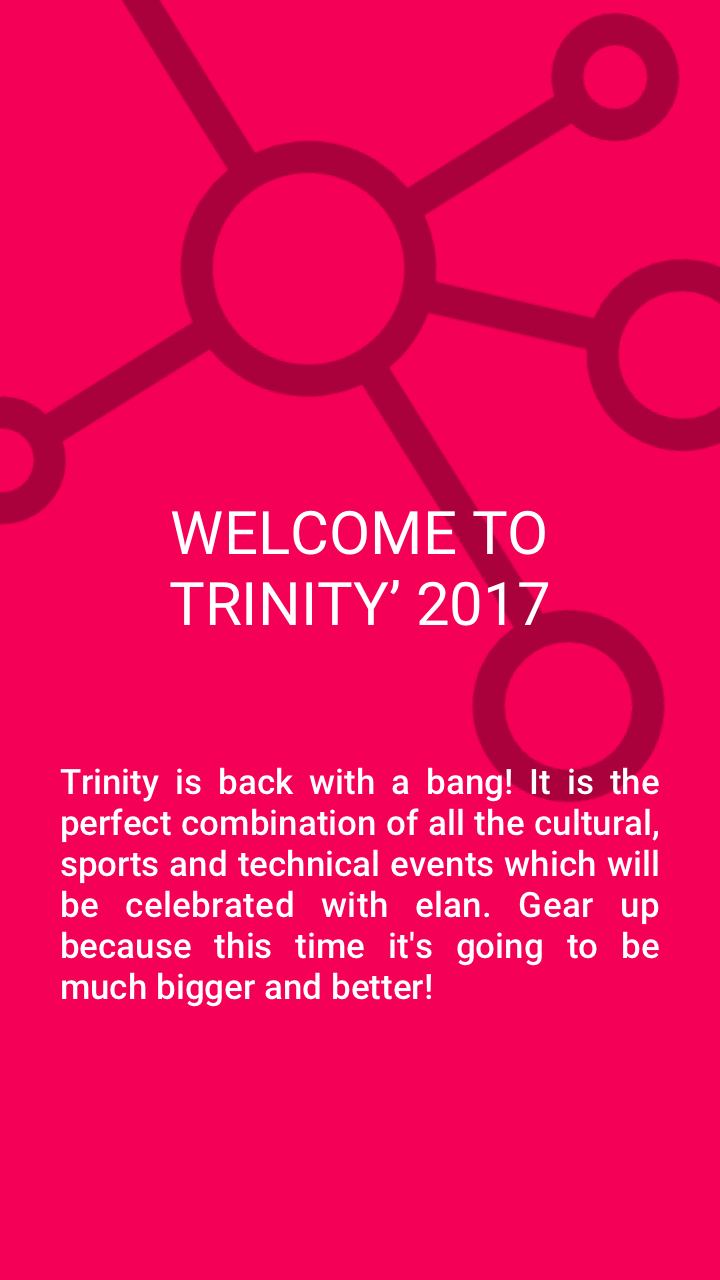 WELCOME TO
TRINITY’ 2017
Trinity is back with a bang! It is the
perfect combination of all the cultural,
sports and technical events which will
be celebrated with elan. Gear up
because this time it's going to be
much bigger and better!